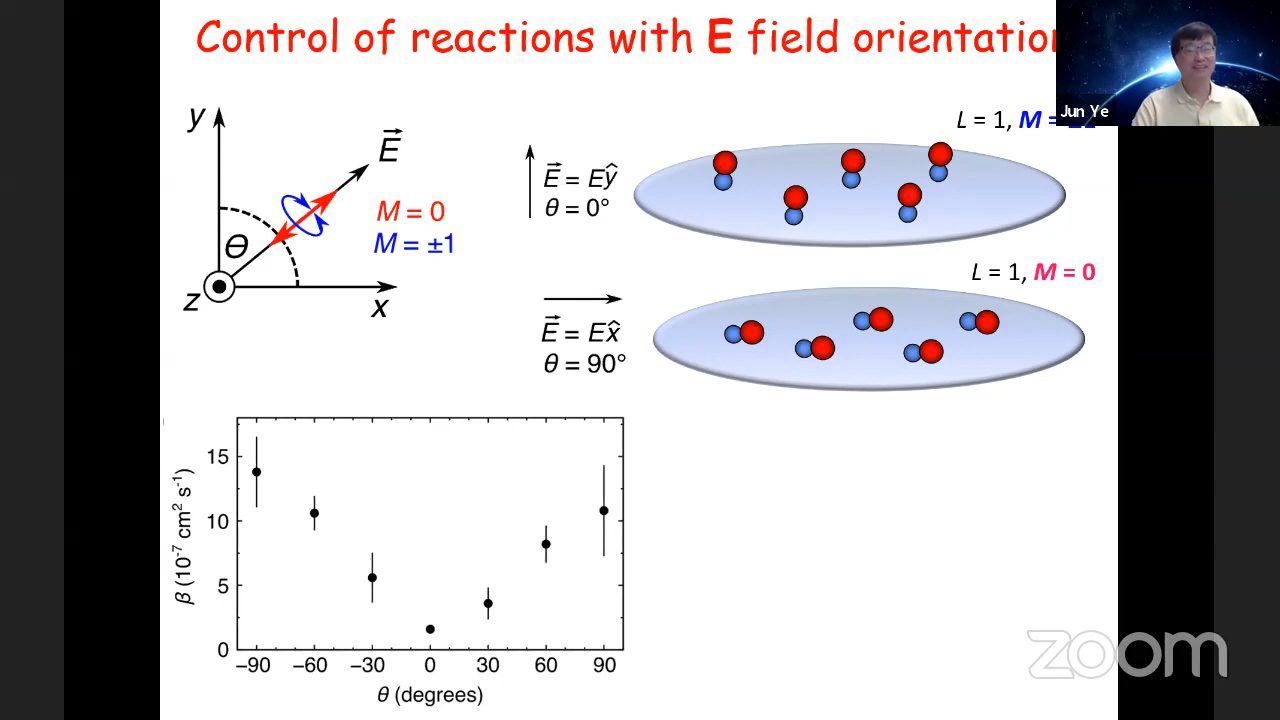 Control of reactions with E field orientation
Jun Ye
y
E
M = 0
M = ±1
θ
z
x
E = Eŷ
θ = 0°
L = 1, M =
E = Ex̂
θ = 90°
L = 1, M = 0
β (10⁻⁷ cm² s⁻¹)
15
10
5
0
−90 −60 −30 0 30 60 90
θ (degrees)
zoom